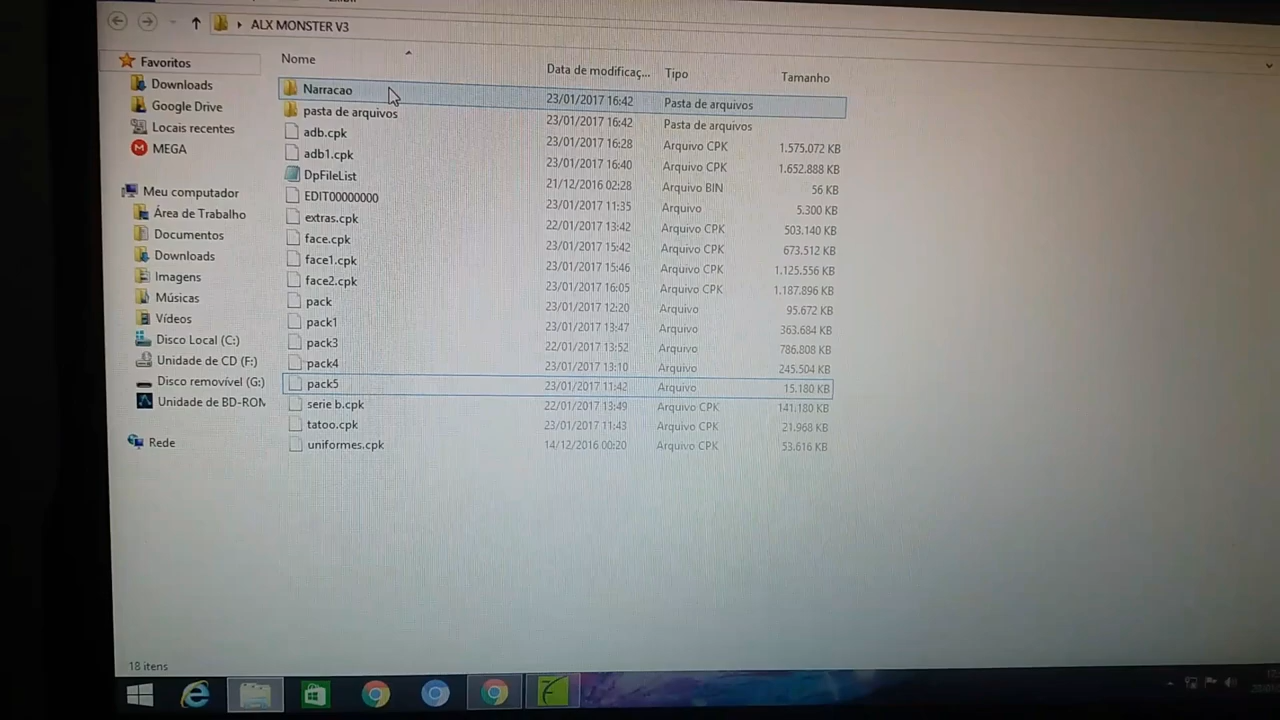 ALX MONSTER V3
Nome Data de modificaç... Tipo Tamanho
Favoritos
Downloads
Google Drive
Locais recentes
MEGA
Meu computador
Área de Trabalho
Documentos
Downloads
Imagens
Músicas
Vídeos
Disco Local (C:)
Unidade de CD (F:)
Disco removível (G:)
Unidade de BD-ROM
Rede
Narracao 23/01/2017 16:42 Pasta de arquivos
pasta de arquivos 23/01/2017 16:42 Pasta de arquivos
adb.cpk 23/01/2017 16:28 Arquivo CPK 1.575.072 KB
adb1.cpk 23/01/2017 16:40 Arquivo CPK 1.652.888 KB
DpFileList 21/12/2016 02:28 Arquivo BIN 56 KB
EDIT00000000 23/01/2017 11:35 Arquivo 5.300 KB
extras.cpk 22/01/2017 13:42 Arquivo CPK 503.140 KB
face.cpk 23/01/2017 15:42 Arquivo CPK 673.512 KB
face1.cpk 23/01/2017 15:46 Arquivo CPK 1.125.556 KB
face2.cpk 23/01/2017 16:05 Arquivo CPK 1.187.896 KB
pack 23/01/2017 12:20 Arquivo 95.672 KB
pack1 23/01/2017 13:47 Arquivo 363.684 KB
pack3 22/01/2017 13:52 Arquivo 786.808 KB
pack4 23/01/2017 13:10 Arquivo 245.504 KB
pack5 23/01/2017 11:42 Arquivo 15.180 KB
serie b.cpk 22/01/2017 13:49 Arquivo CPK 141.180 KB
tatoo.cpk 23/01/2017 11:43 Arquivo CPK 21.968 KB
uniformes.cpk 14/12/2016 00:20 Arquivo CPK 53.616 KB
18 itens